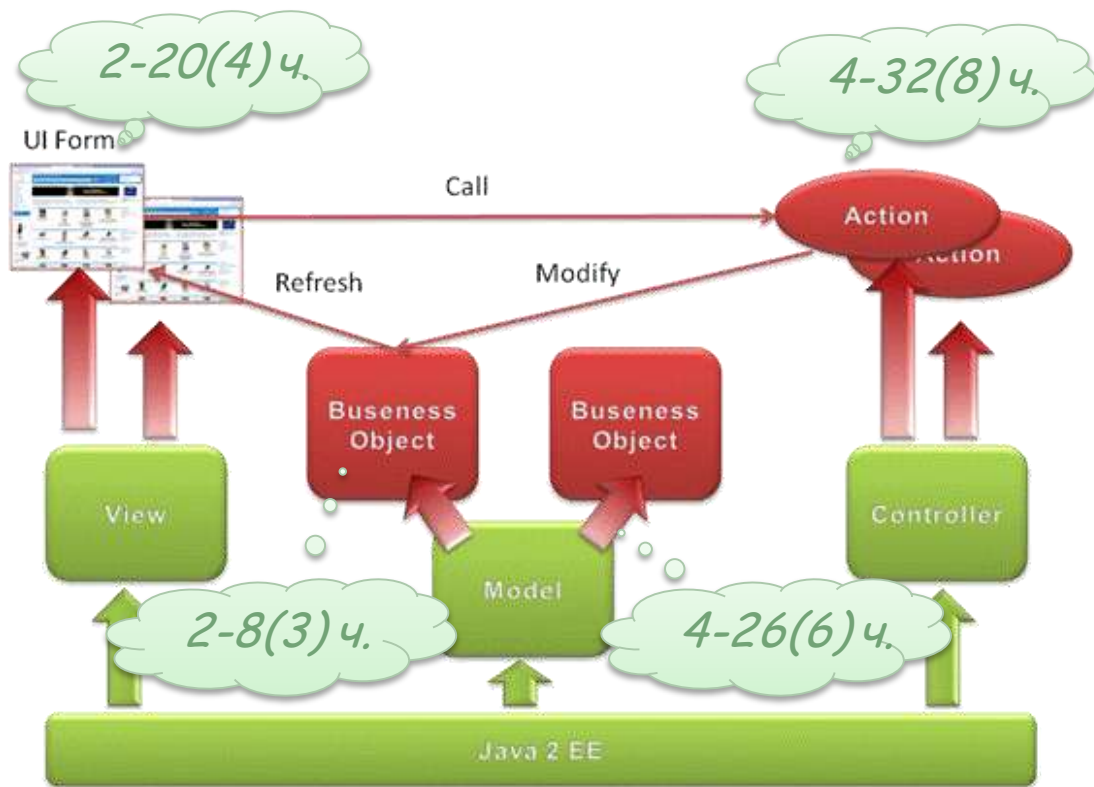 2-20(4) ч.
4-32(8) ч.
UI Form
Call
Action
Action
Refresh
Modify
Buseness
Object
Buseness
Object
View
Controller
Model
2-8(3) ч.
4-26(6) ч.
Java 2 EE